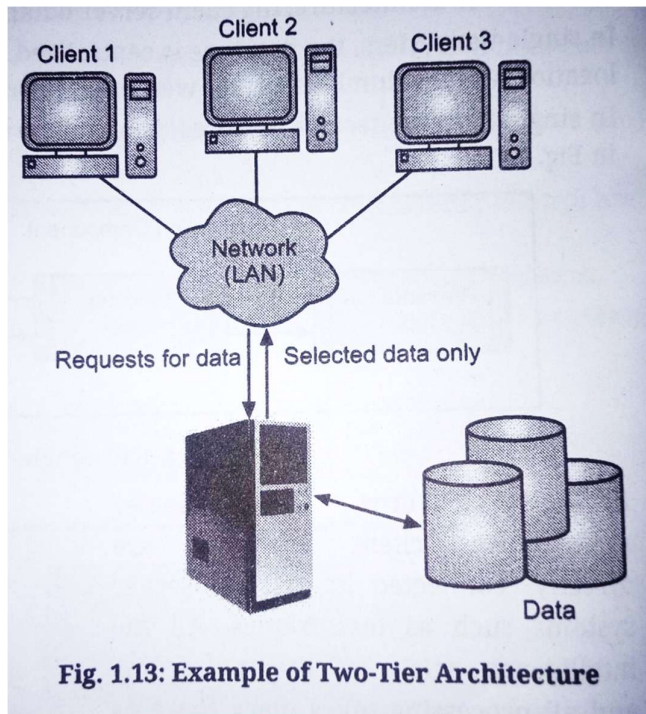 Client 1
Client 2
Client 3
Network
(LAN)
Requests for data
Selected data only
Data
Fig. 1.13: Example of Two-Tier Architecture